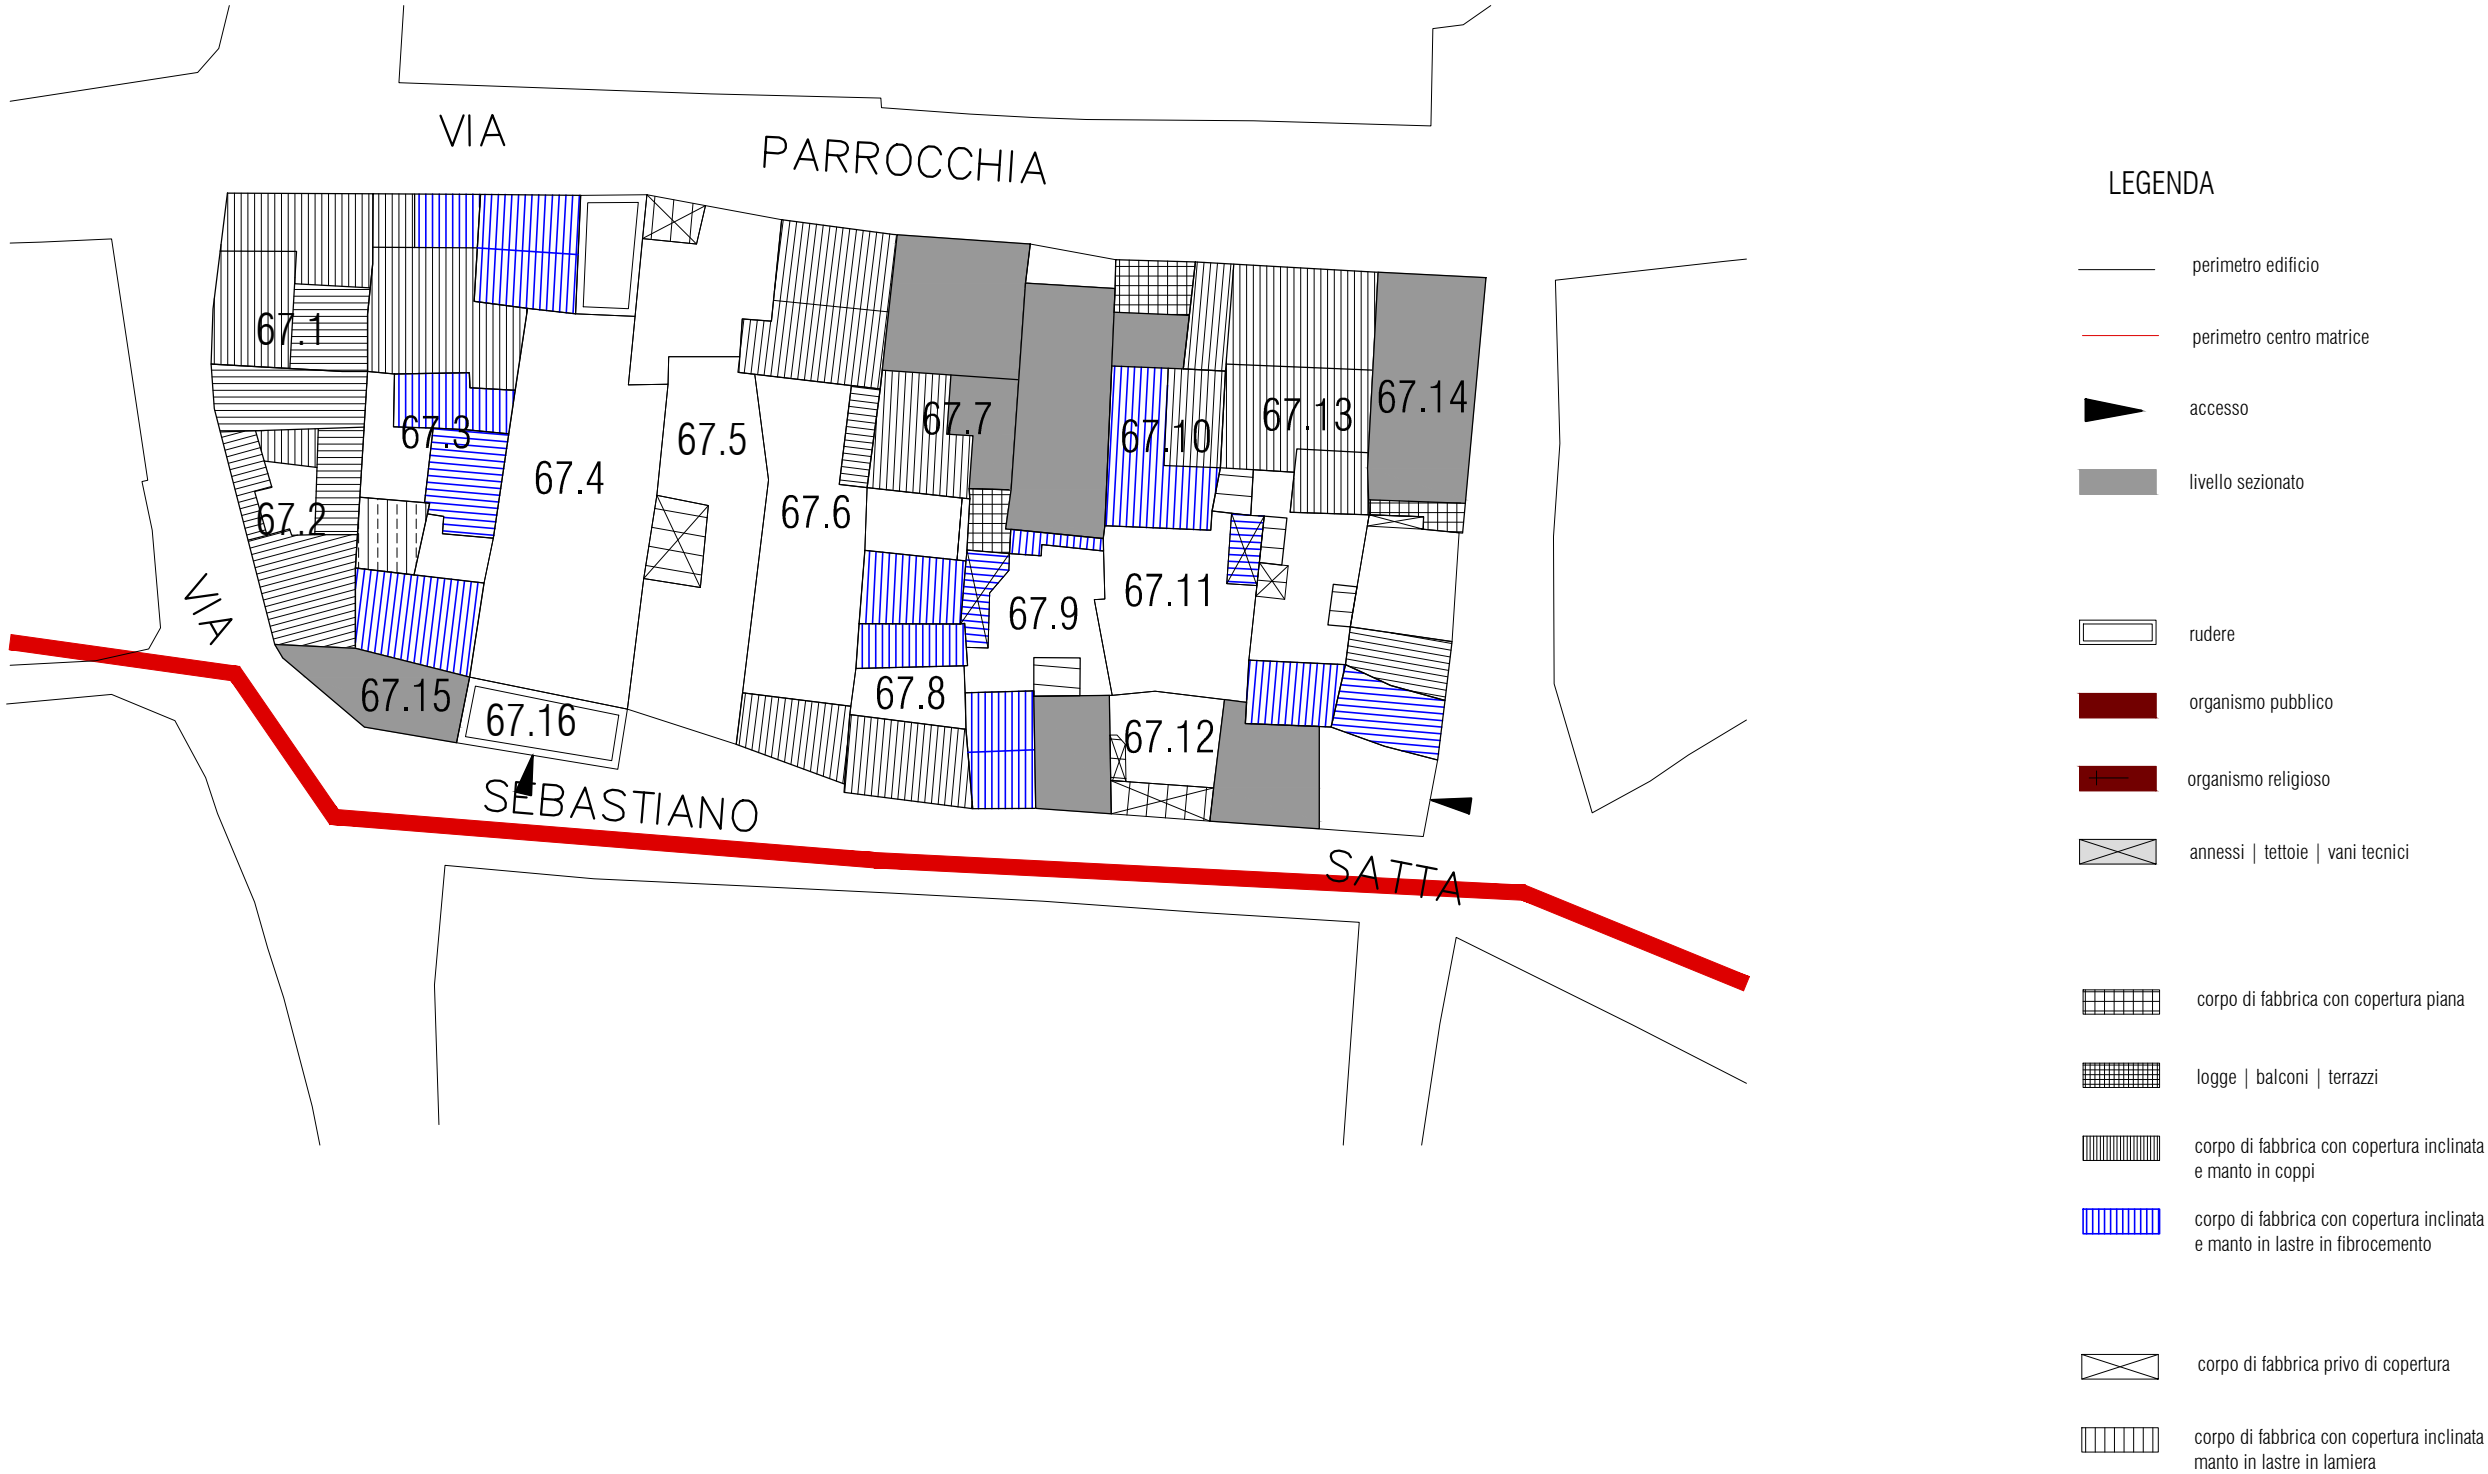 VIA
PARROCCHIA
67.1
67.2
67.3
67.4
67.5
67.6
67.7
67.8
67.9
67.10
67.11
67.12
67.13
67.14
67.15
67.16
VIA
SEBASTIANO
SATTA
LEGENDA
perimetro edificio
perimetro centro matrice
accesso
livello sezionato
rudere
organismo pubblico
organismo religioso
annessi | tettoie | vani tecnici
corpo di fabbrica con copertura piana
logge | balconi | terrazzi
corpo di fabbrica con copertura inclinata
e manto in coppi
corpo di fabbrica con copertura inclinata
e manto in lastre in fibrocemento
corpo di fabbrica privo di copertura
corpo di fabbrica con copertura inclinata
manto in lastre in lamiera